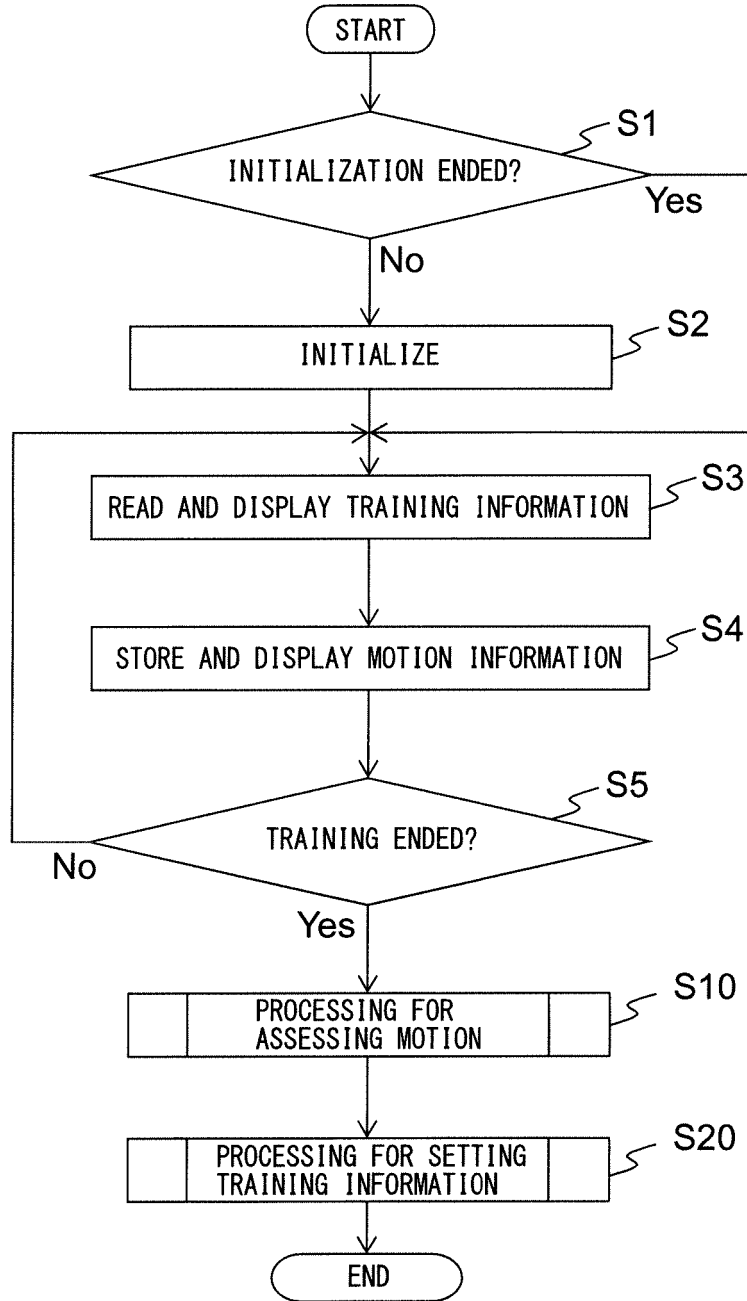 START
S1
INITIALIZATION ENDED?
Yes
No
S2
INITIALIZE
S3
READ AND DISPLAY TRAINING INFORMATION
S4
STORE AND DISPLAY MOTION INFORMATION
S5
TRAINING ENDED?
No
Yes
S10
PROCESSING FOR
ASSESSING MOTION
S20
PROCESSING FOR SETTING
TRAINING INFORMATION
END